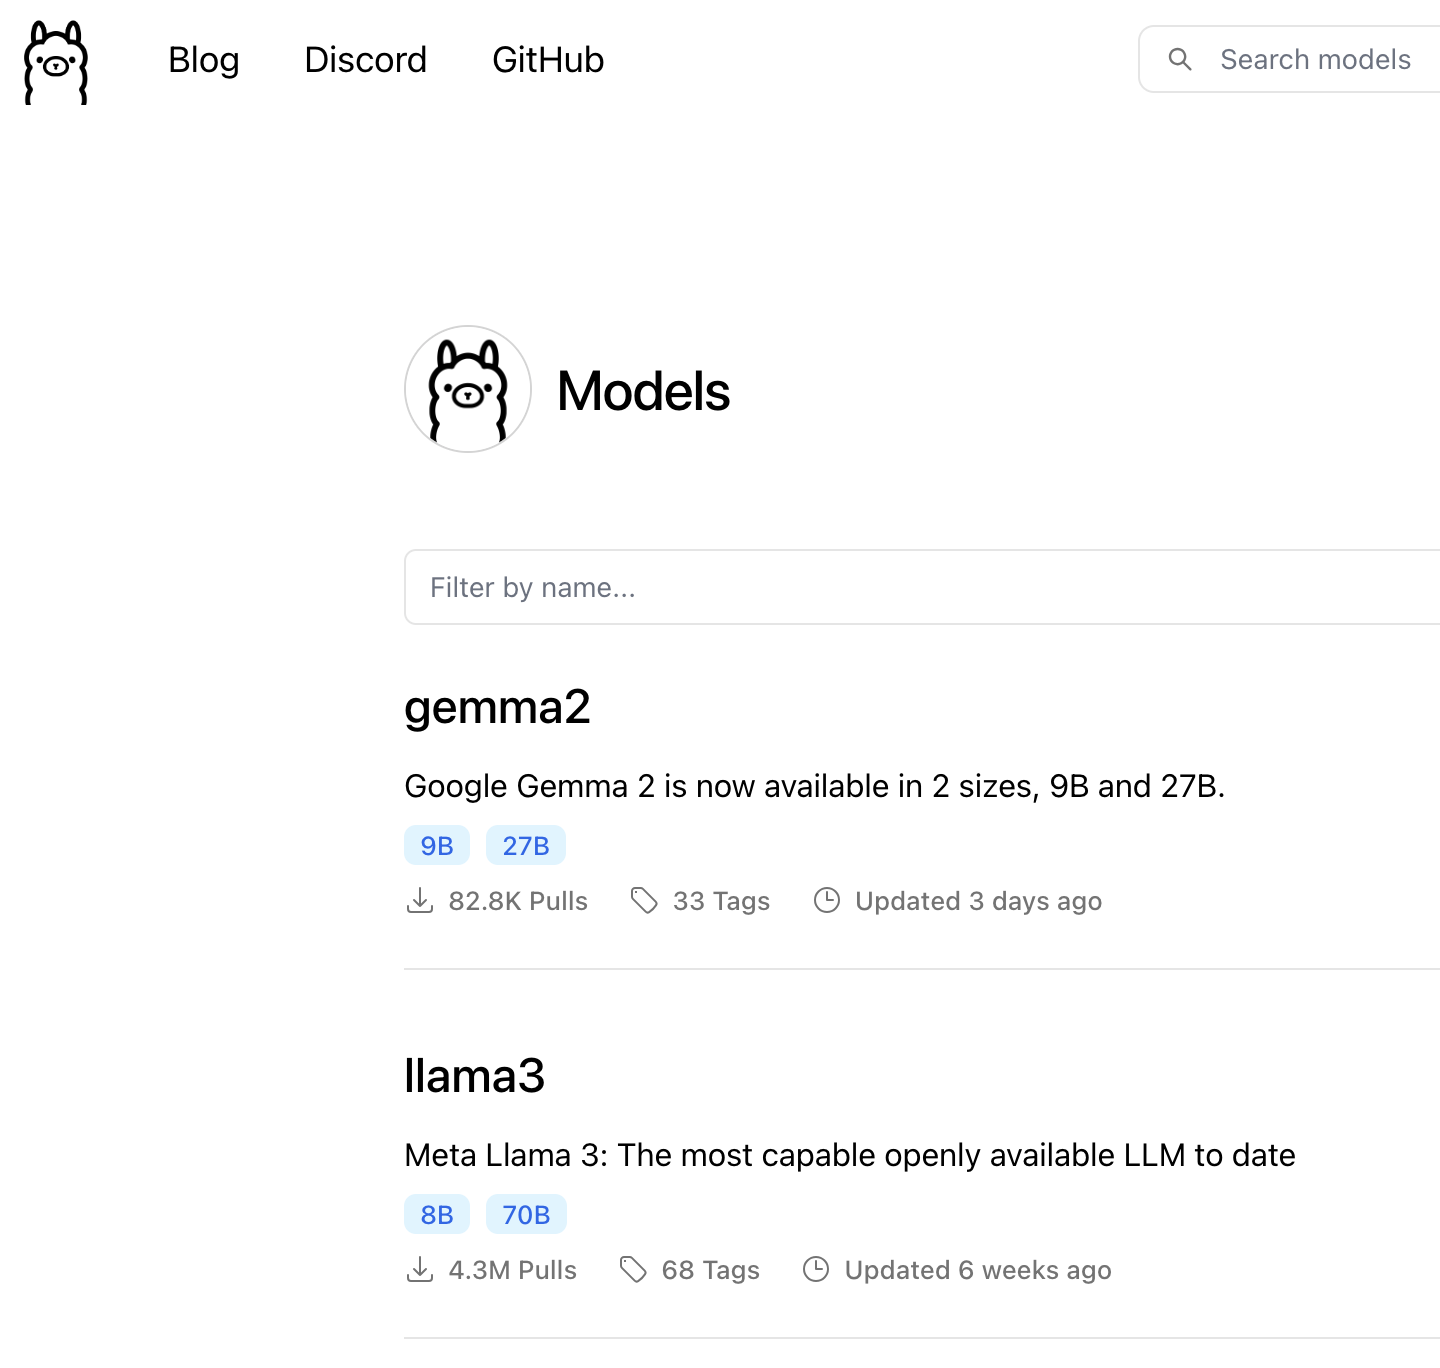 Blog Discord GitHub Search models
Models
Filter by name...
gemma2
Google Gemma 2 is now available in 2 sizes, 9B and 27B.
9B 27B
82.8K Pulls 33 Tags Updated 3 days ago
llama3
Meta Llama 3: The most capable openly available LLM to date
8B 70B
4.3M Pulls 68 Tags Updated 6 weeks ago